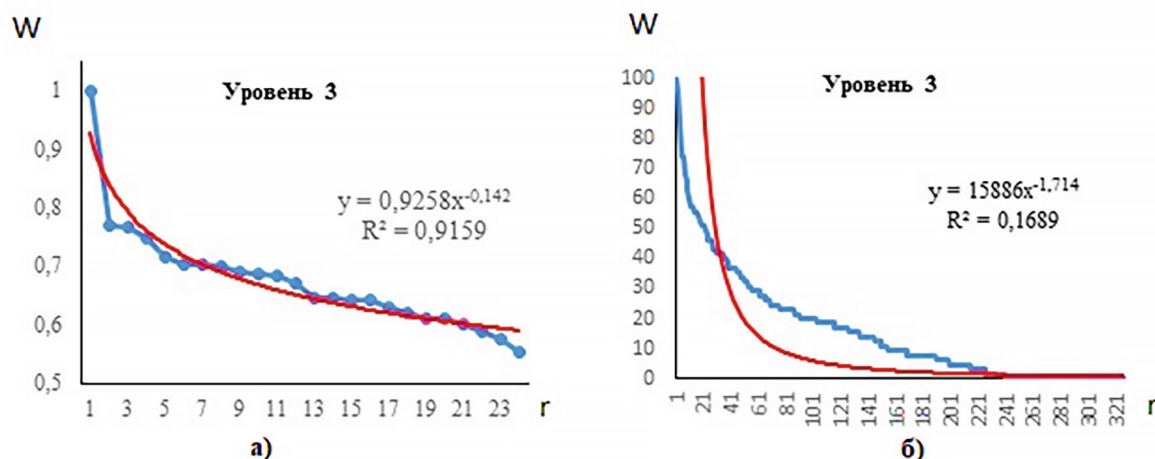 W
Уровень 3
1
0,9
0,8
0,7
0,6
0,5
y = 0,9258x^-0,142
R² = 0,9159
1 3 5 7 9 11 13 15 17 19 21 23 r
а)
W
Уровень 3
100
90
80
70
60
50
40
30
20
10
0
y = 15886x^-1,714
R² = 0,1689
1 21 41 61 81 101 121 141 161 181 201 221 241 261 281 301 321 r
б)